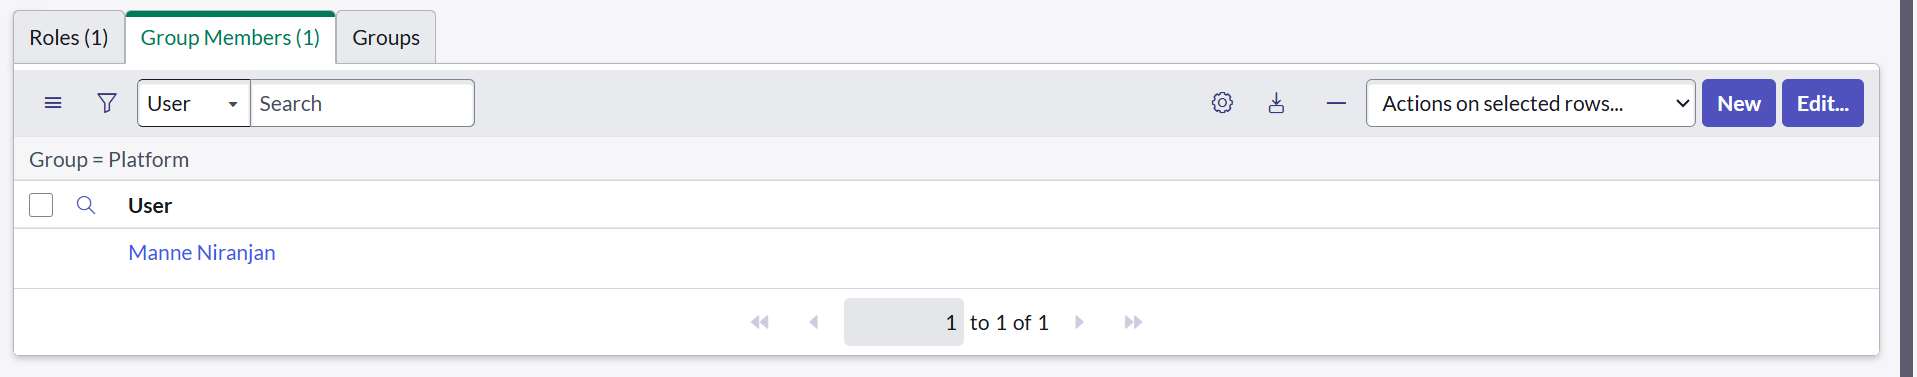 Roles (1) Group Members (1) Groups
User Search Actions on selected rows... New Edit...
Group = Platform
User
Manne Niranjan
1 to 1 of 1